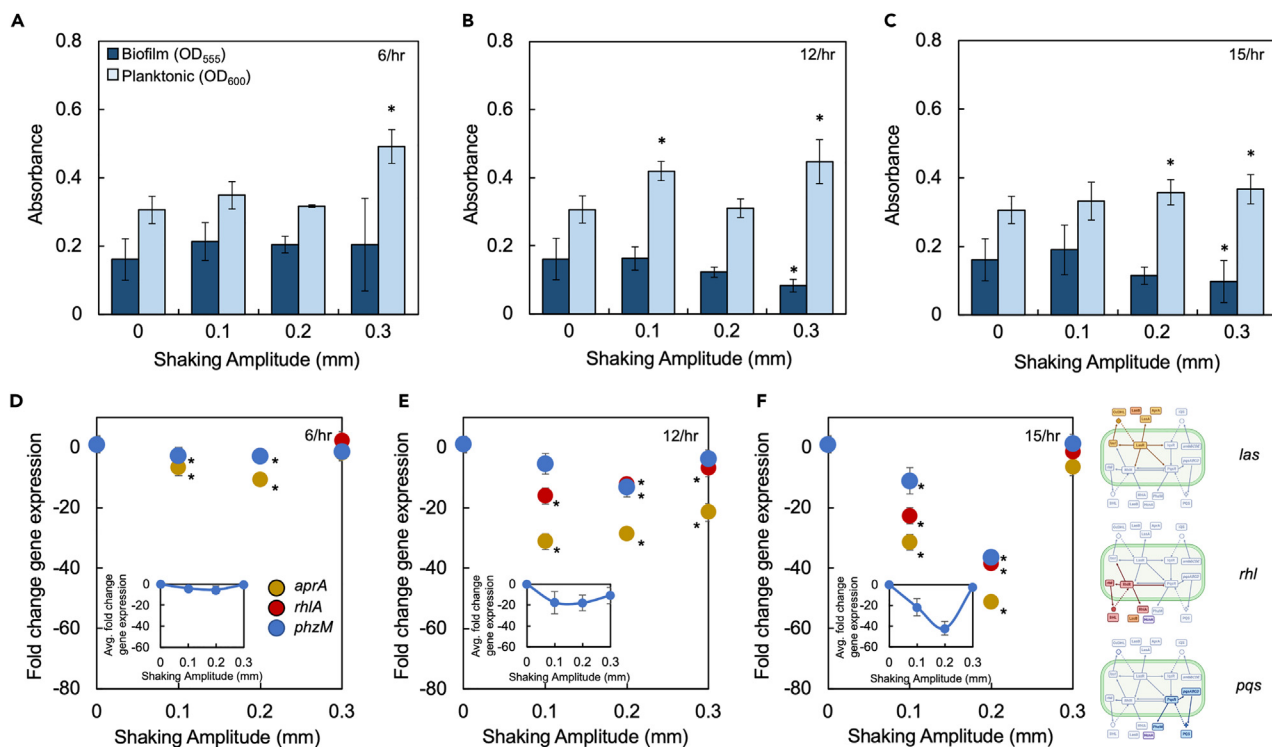 A
0.8
0.6
0.4
0.2
0
Absorbance
Biofilm (OD555)
Planktonic (OD600)
6/hr
*
0 0.1 0.2 0.3
Shaking Amplitude (mm)
B
0.8
0.6
0.4
0.2
0
Absorbance
12/hr
* * *
0 0.1 0.2 0.3
Shaking Amplitude (mm)
C
0.8
0.6
0.4
0.2
0
Absorbance
15/hr
* * *
0 0.1 0.2 0.3
Shaking Amplitude (mm)
D
0
-20
-40
-60
-80
Fold change gene expression
6/hr
* * * *
0
-20
-40
-60
Avg. fold change
gene expression
0 0.1 0.2 0.3
Shaking Amplitude (mm)
aprA
rhlA
phzM
0 0.1 0.2 0.3
Shaking Amplitude (mm)
E
0
-20
-40
-60
-80
Fold change gene expression
12/hr
* * * * * * *
0
-20
-40
-60
Avg. fold change
gene expression
0 0.1 0.2 0.3
Shaking Amplitude (mm)
0 0.1 0.2 0.3
Shaking Amplitude (mm)
F
0
-20
-40
-60
-80
Fold change gene expression
15/hr
* * * * * *
0
-20
-40
-60
Avg. fold change
gene expression
0 0.1 0.2 0.3
Shaking Amplitude (mm)
0 0.1 0.2 0.3
Shaking Amplitude (mm)
las
rhl
pqs